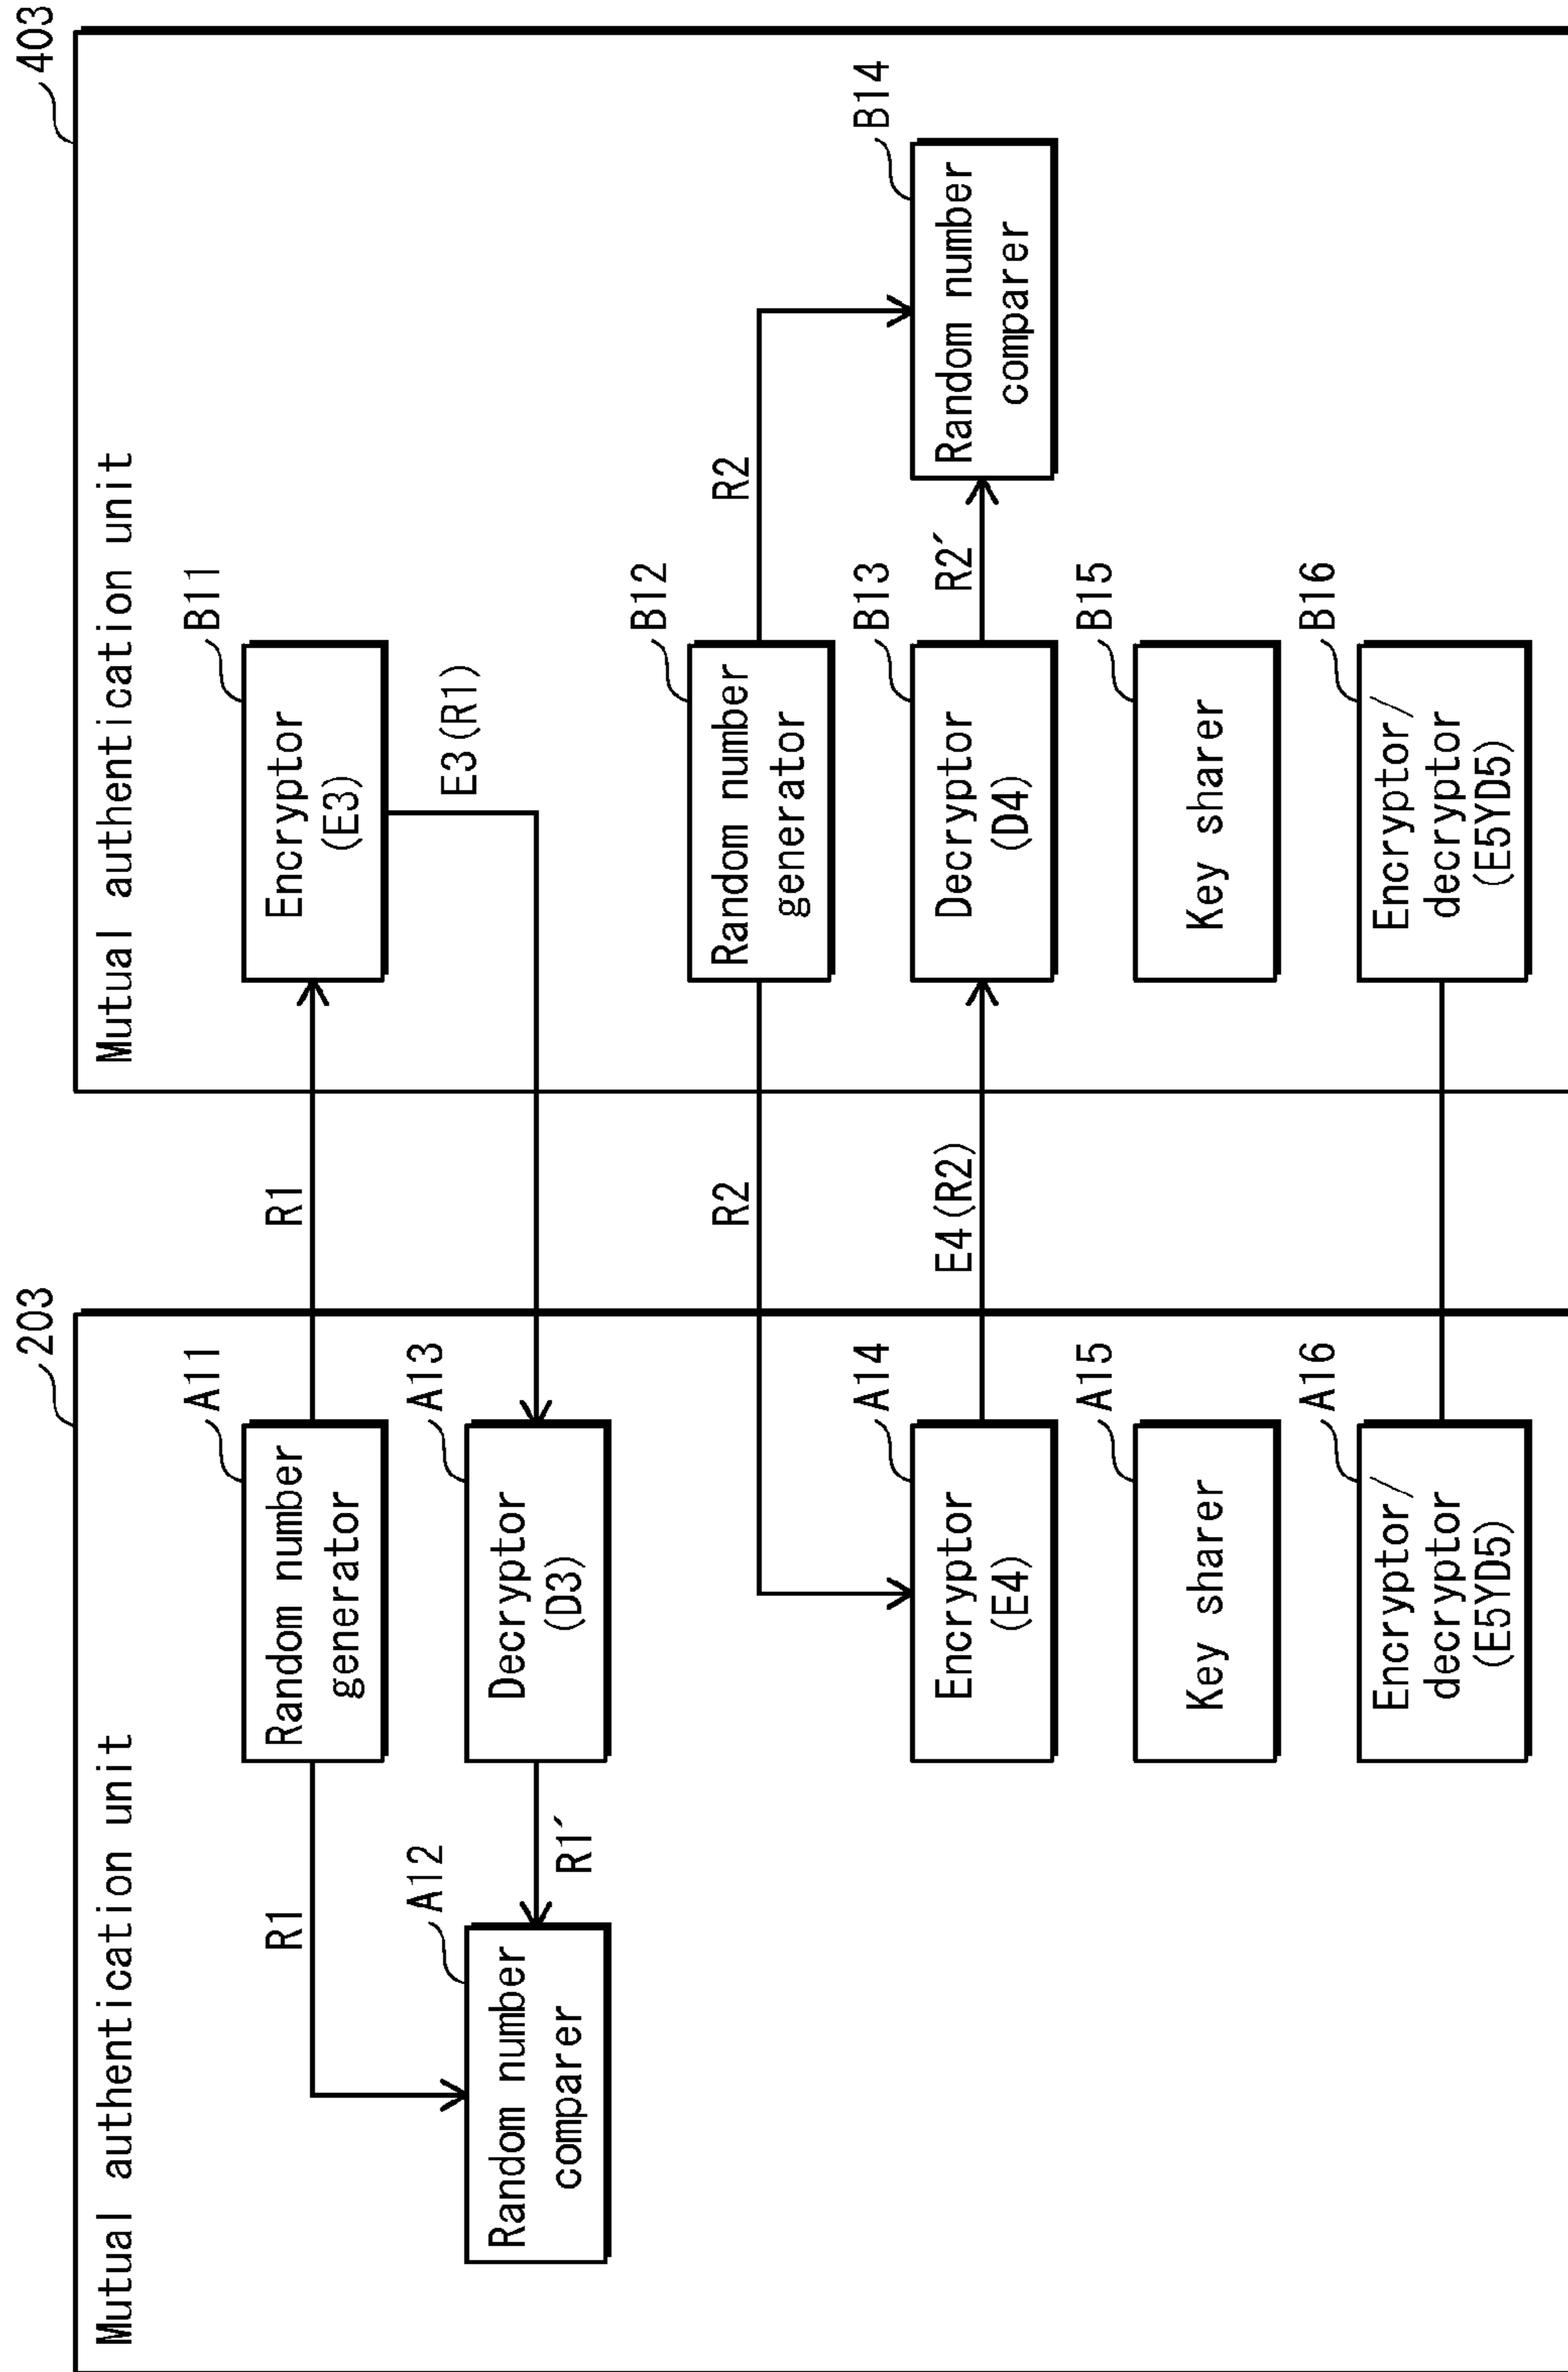 203
Mutual authentication unit
A11
Random number
generator
R1
R1
A13
Decryptor
(D3)
A12
Random number
comparer
R1´
R2
A14
Encryptor
(E4)
E4(R2)
A15
Key sharer
A16
Encryptor/
decryptor
(E5YD5)
403
Mutual authentication unit
B11
Encryptor
(E3)
E3(R1)
B12
Random number
generator
R2
B13
Decryptor
(D4)
R2´
B14
Random number
comparer
B15
Key sharer
B16
Encryptor/
decryptor
(E5YD5)